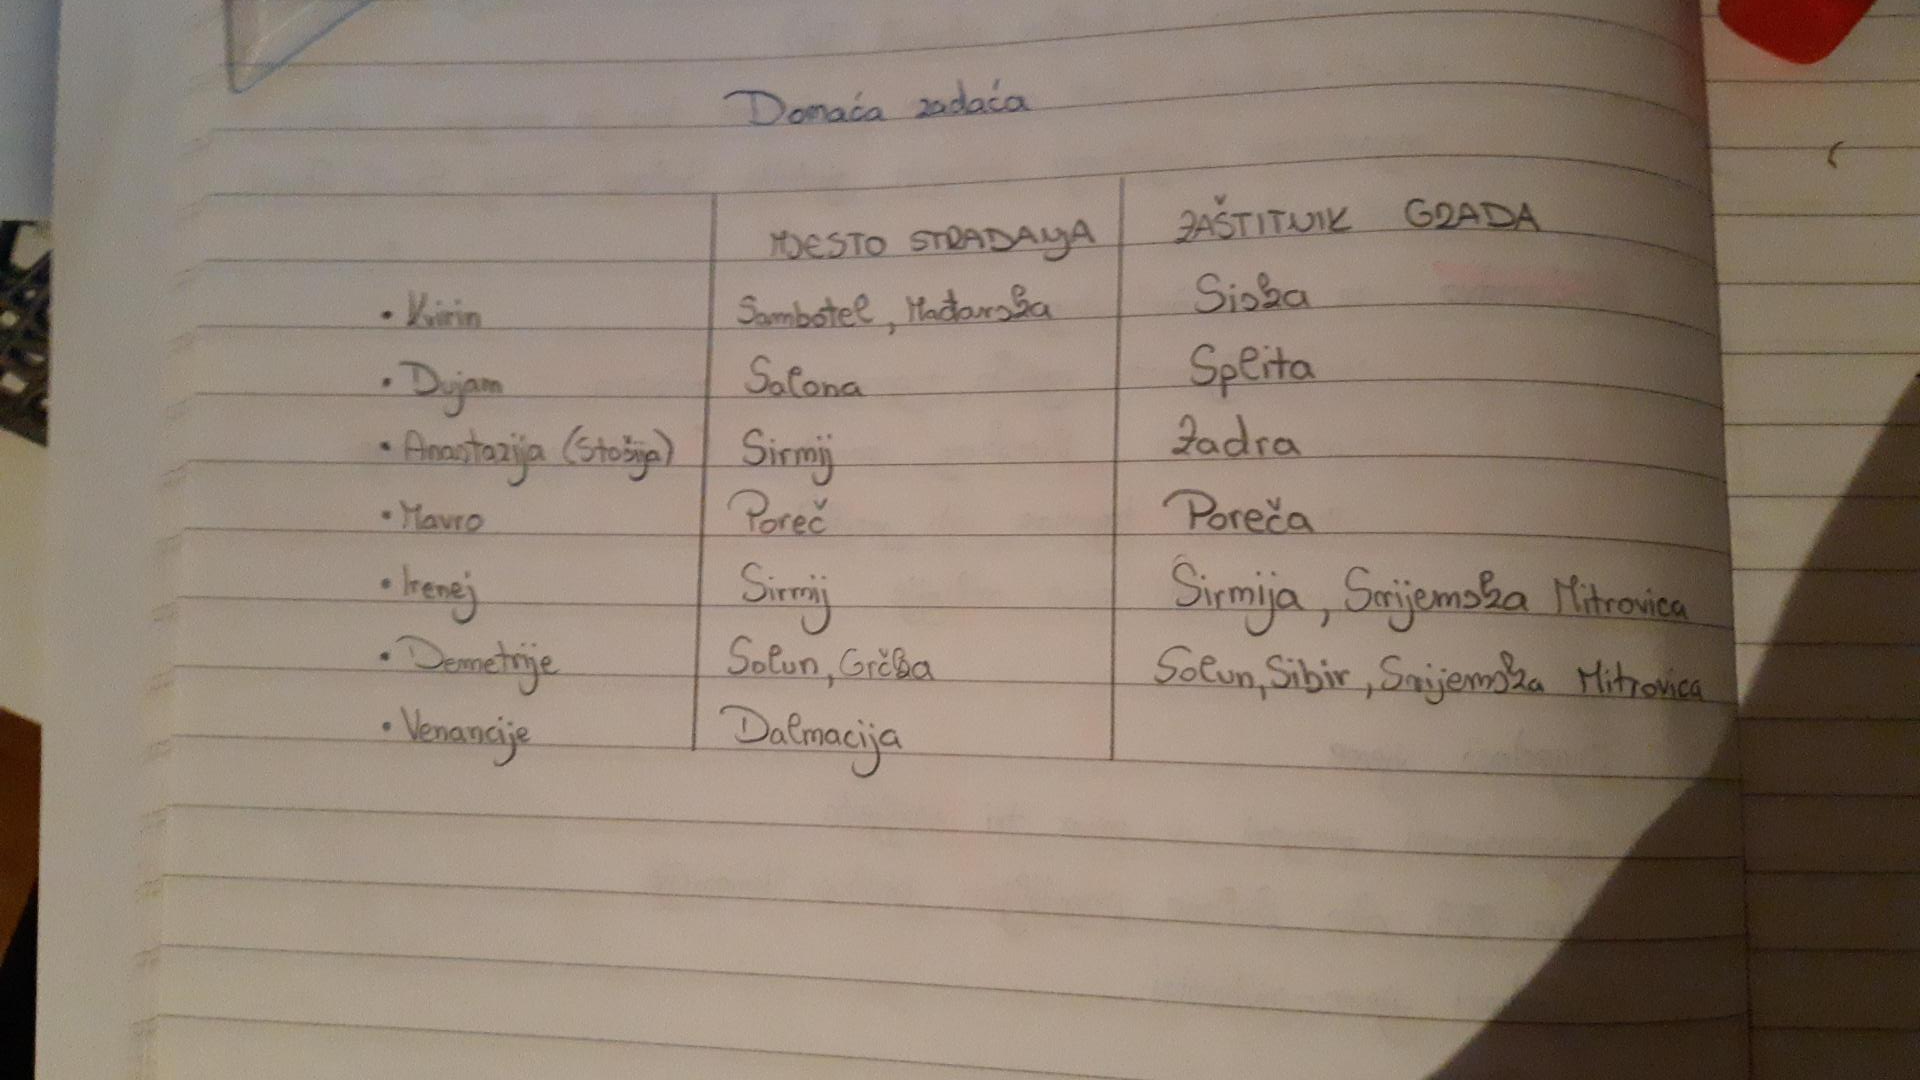 Domaća zadaća
MJESTO STRADANJA ZAŠTITNIK GRADA
• Kvirin Sambotel, Mađarska Siska
• Dujam Salona Splita
• Anastazija (Stošija) Sirmij Zadra
• Mavro Poreč Poreča
• Irenej Sirmij Sirmija, Srijemska Mitrovica
• Demetrije Solun, Grčka Solun, Sibir, Srijemska Mitrovica
• Venancije Dalmacija